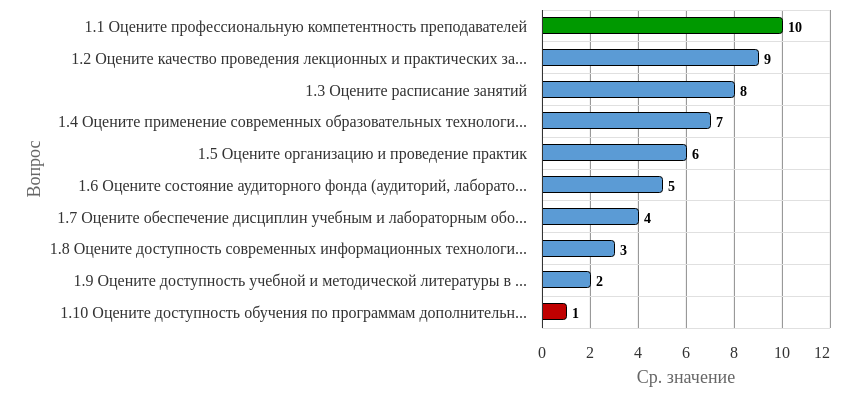 1.1 Оцените профессиональную компетентность преподавателей
10
1.2 Оцените качество проведения лекционных и практических за...
9
1.3 Оцените расписание занятий
8
1.4 Оцените применение современных образовательных технологи...
7
1.5 Оцените организацию и проведение практик
6
1.6 Оцените состояние аудиторного фонда (аудиторий, лаборато...
5
1.7 Оцените обеспечение дисциплин учебным и лабораторным обо...
4
1.8 Оцените доступность современных информационных технологи...
3
1.9 Оцените доступность учебной и методической литературы в ...
2
1.10 Оцените доступность обучения по программам дополнительн...
1
Вопрос
0 2 4 6 8 10 12
Ср. значение